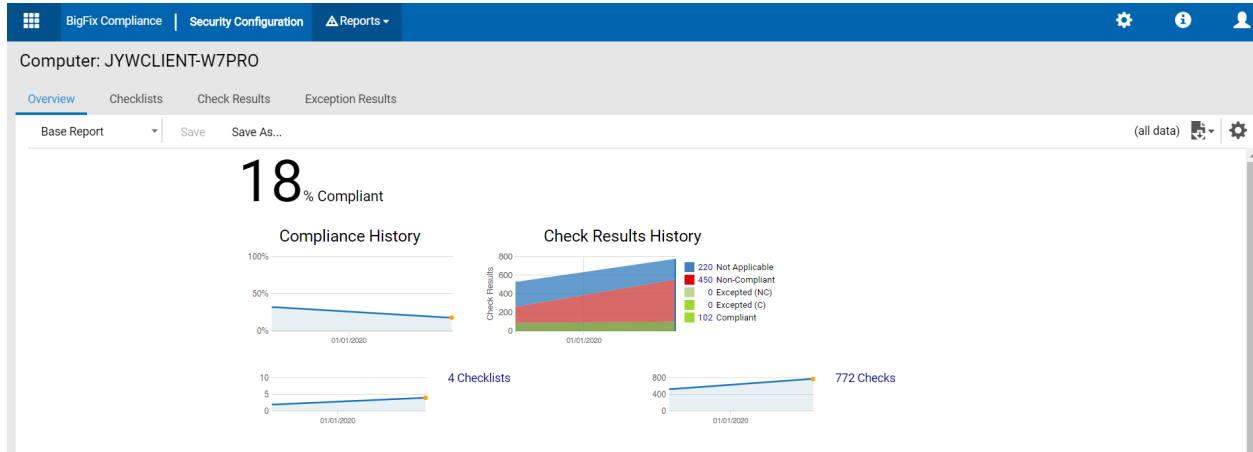 BigFix Compliance | Security Configuration Reports
Computer: JYWCLIENT-W7PRO
Overview Checklists Check Results Exception Results
Base Report Save Save As... (all data)
18% Compliant
Compliance History
100%
50%
0%
01/01/2020
Check Results History
Check Results
800
600
400
200
0
01/01/2020
220 Not Applicable
450 Non-Compliant
0 Excepted (NC)
0 Excepted (C)
102 Compliant
10
5
0
01/01/2020
4 Checklists
800
400
0
01/01/2020
772 Checks